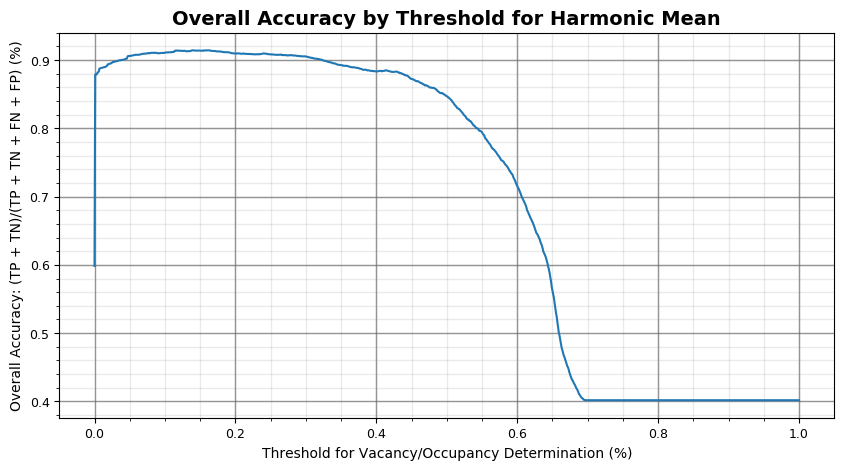 Overall Accuracy by Threshold for Harmonic Mean
Overall Accuracy: (TP + TN)/(TP + TN + FN + FP) (%)
0.9
0.8
0.7
0.6
0.5
0.4
0.0 0.2 0.4 0.6 0.8 1.0
Threshold for Vacancy/Occupancy Determination (%)